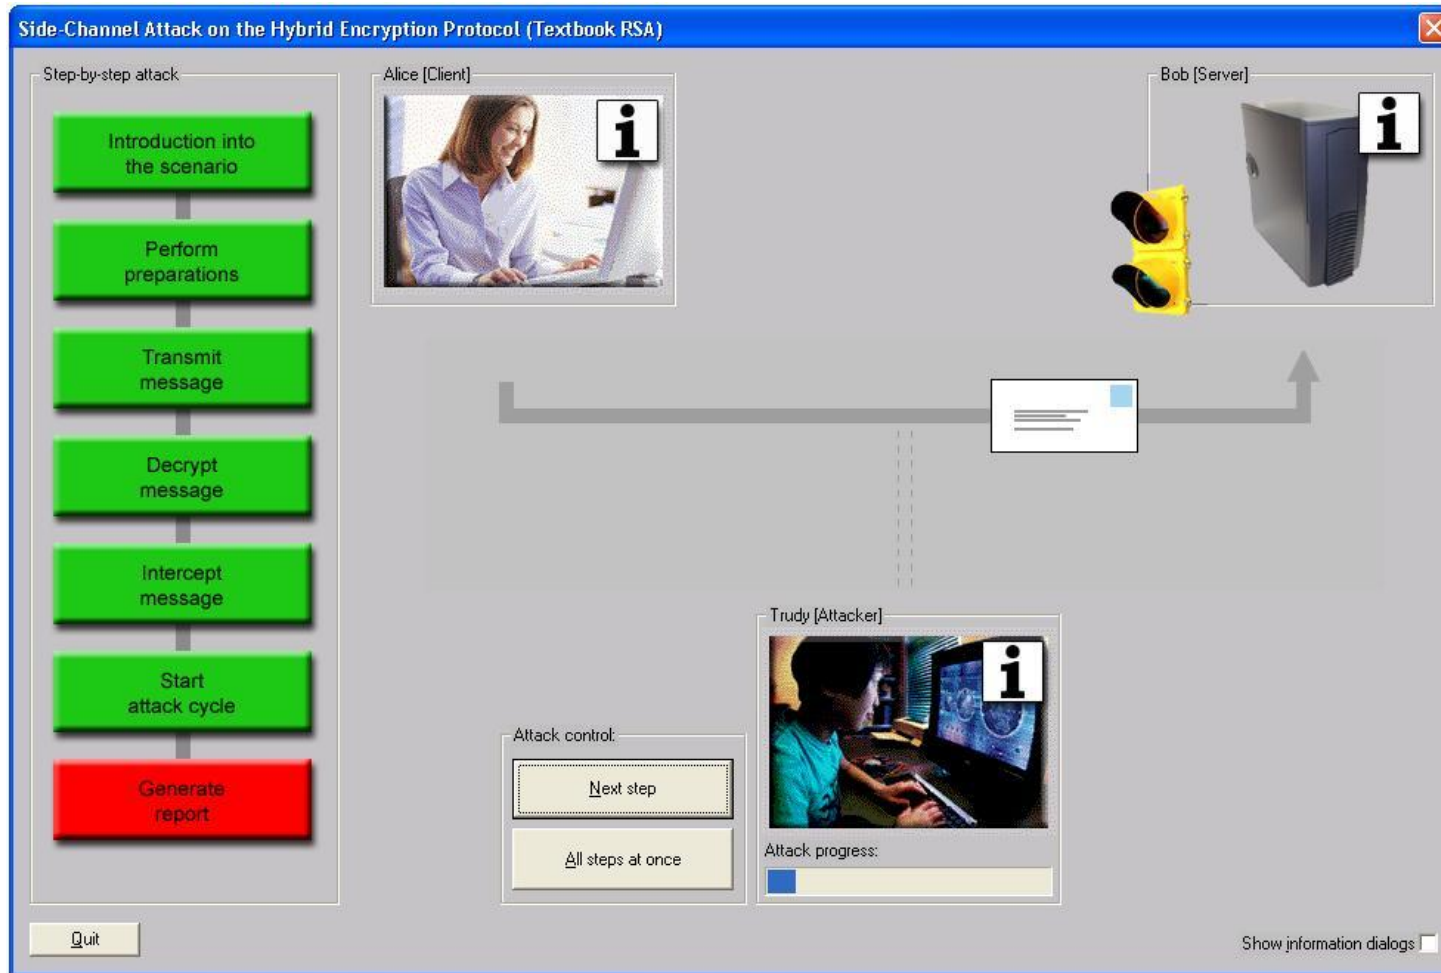 Side-Channel Attack on the Hybrid Encryption Protocol (Textbook RSA)
Step-by-step attack
Introduction into
the scenario
Perform
preparations
Transmit
message
Decrypt
message
Intercept
message
Start
attack cycle
Generate
report
Alice [Client]
i
Bob [Server]
i
Trudy [Attacker]
i
Attack control:
Next step
All steps at once
Attack progress:
Quit
Show information dialogs